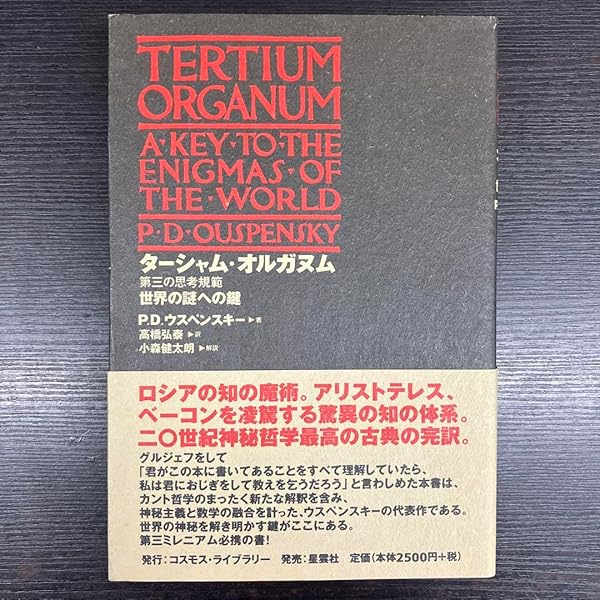 TERTIUM
ORGANUM
A·KEY·TO·THE
ENIGMAS·OF
THE·WORLD
P·D·OUSPENSKY
ターシャム・オルガヌム
第三の思考規範
世界の謎への鍵
P.D.ウスペンスキー▶著
高橋弘泰▶訳
小森健太朗▶解説
ロシアの知の魔術。アリストテレス、
ベーコンを凌駕する驚異の知の体系。
二〇世紀神秘哲学最高の古典の完訳。
グルジェフをして
「君がこの本に書いてあることをすべて理解していたら、
私は君におじぎをして教えを乞うだろう」と言わしめた本書は、
カント哲学のまったく新たな解釈を含み、
神秘主義と数学の融合を計った、ウスペンスキーの代表作である。
世界の神秘を解き明かす鍵がここにある。
第三ミレニアム必携の書!
発行:コスモス・ライブラリー 発売:星雲社 定価(本体2500円+税)